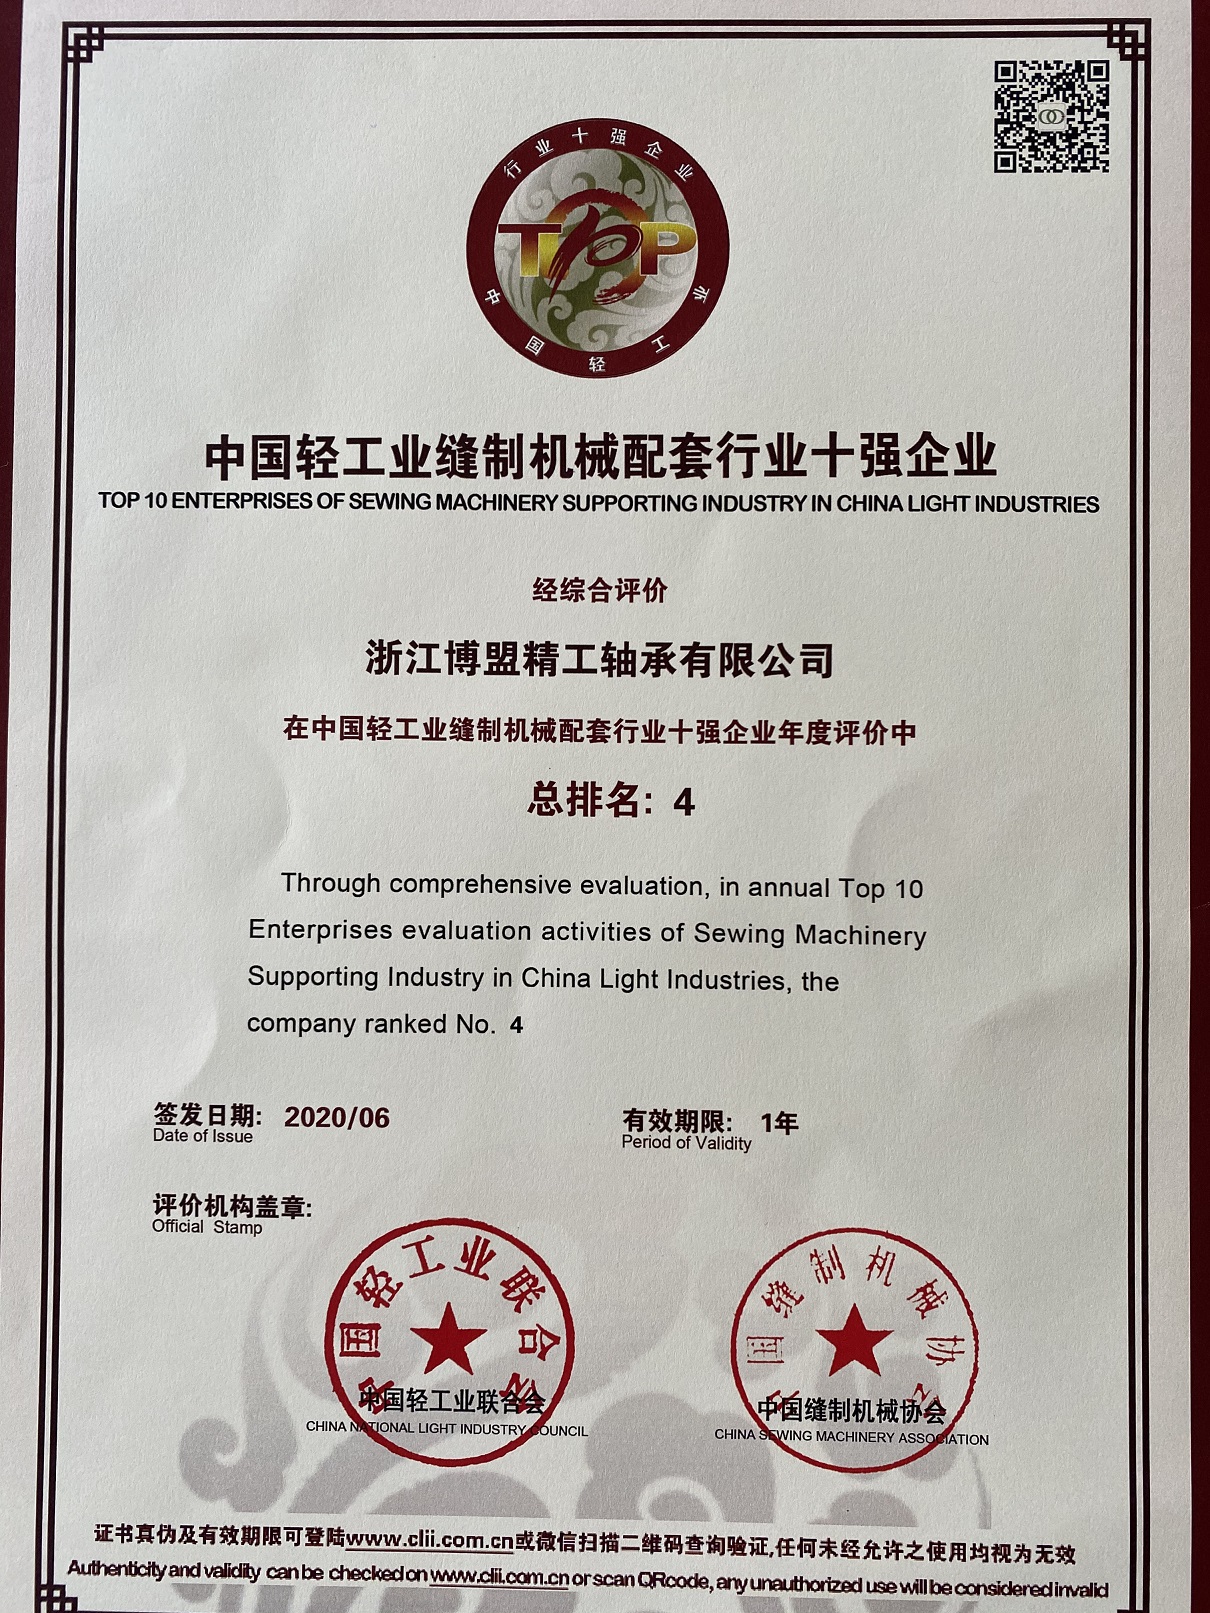 行业十强企业
TOP
中国轻工业
中国轻工业缝制机械配套行业十强企业
TOP 10 ENTERPRISES OF SEWING MACHINERY SUPPORTING INDUSTRY IN CHINA LIGHT INDUSTRIES
经综合评价
浙江博盟精工轴承有限公司
在中国轻工业缝制机械配套行业十强企业年度评价中
总排名: 4
Through comprehensive evaluation, in annual Top 10
Enterprises evaluation activities of Sewing Machinery
Supporting Industry in China Light Industries, the
company ranked No. 4
签发日期: 2020/06 有效期限: 1年
Date of Issue Period of Validity
评价机构盖章:
Official Stamp
中国轻工业联合会
中国缝制机械协会
中国轻工业联合会 中国缝制机械协会
CHINA NATIONAL LIGHT INDUSTRY COUNCIL CHINA SEWING MACHINERY ASSOCIATION
证书真伪及有效期限可登陆www.clii.com.cn或微信扫描二维码查询验证,任何未经允许之使用均视为无效
Authenticity and validity can be checked on www.clii.com.cn or scan QRcode, any unauthorized use will be considered invalid